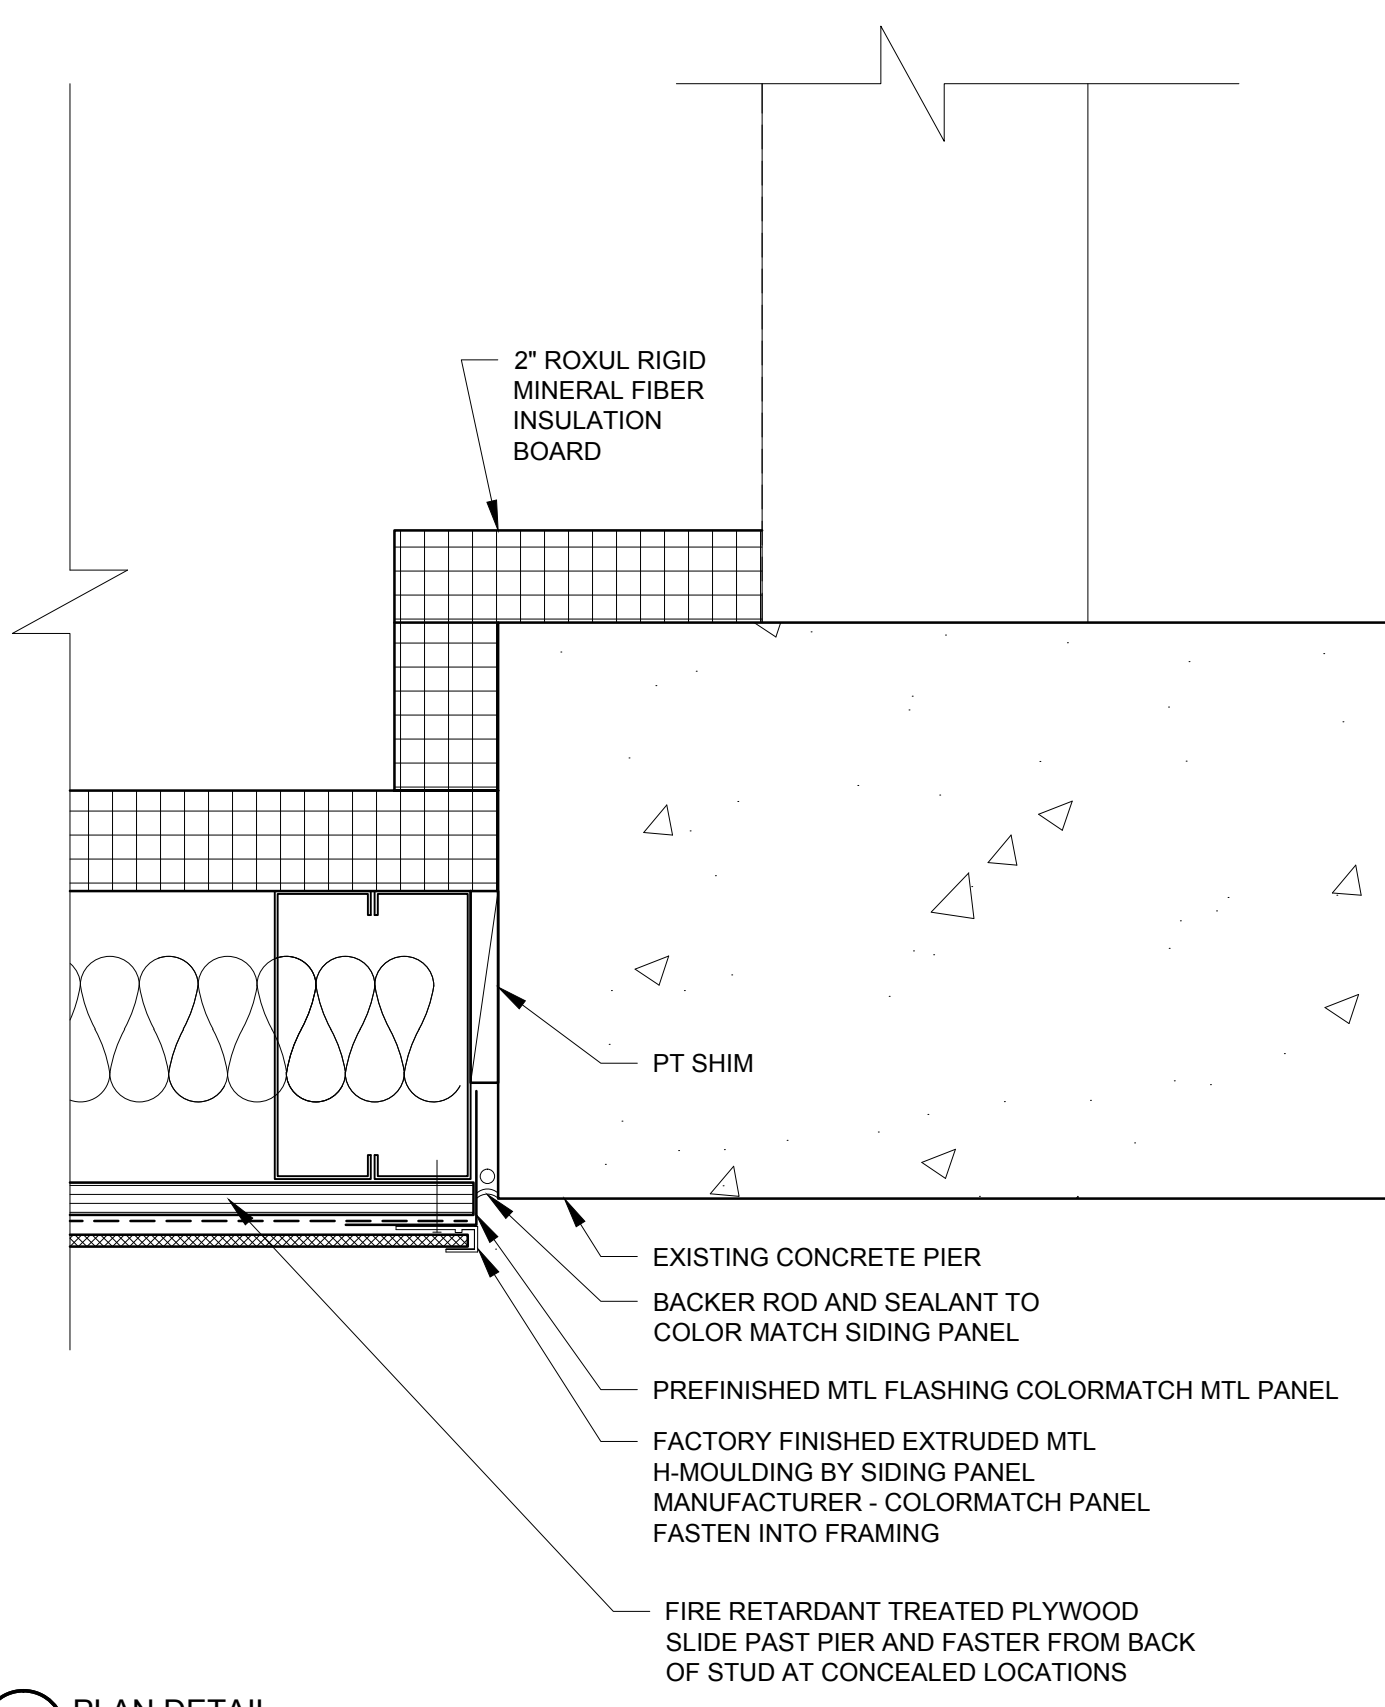 2" ROXUL RIGID
MINERAL FIBER
INSULATION
BOARD
PT SHIM
EXISTING CONCRETE PIER
BACKER ROD AND SEALANT TO
COLOR MATCH SIDING PANEL
PREFINISHED MTL FLASHING COLORMATCH MTL PANEL
FACTORY FINISHED EXTRUDED MTL
H-MOULDING BY SIDING PANEL
MANUFACTURER - COLORMATCH PANEL
FASTEN INTO FRAMING
FIRE RETARDANT TREATED PLYWOOD
SLIDE PAST PIER AND FASTER FROM BACK
OF STUD AT CONCEALED LOCATIONS
PLAN DETAIL